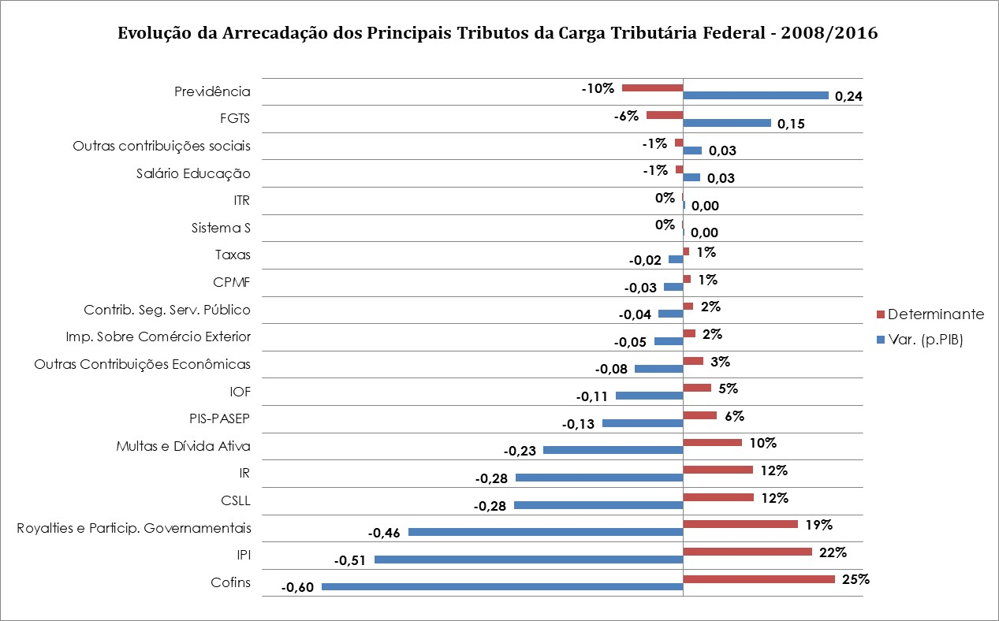 Evolução da Arrecadação dos Principais Tributos da Carga Tributária Federal - 2008/2016
Previdência -10% 0,24
FGTS -6% 0,15
Outras contribuições sociais -1% 0,03
Salário Educação -1% 0,03
ITR 0% 0,00
Sistema S 0% 0,00
Taxas -0,02 1%
CPMF -0,03 1%
Contrib. Seg. Serv. Público -0,04 2%
Imp. Sobre Comércio Exterior -0,05 2%
Outras Contribuições Econômicas -0,08 3%
IOF -0,11 5%
PIS-PASEP -0,13 6%
Multas e Dívida Ativa -0,23 10%
IR -0,28 12%
CSLL -0,28 12%
Royalties e Particip. Governamentais -0,46 19%
IPI -0,51 22%
Cofins -0,60 25%
Determinante
Var. (p.PIB)